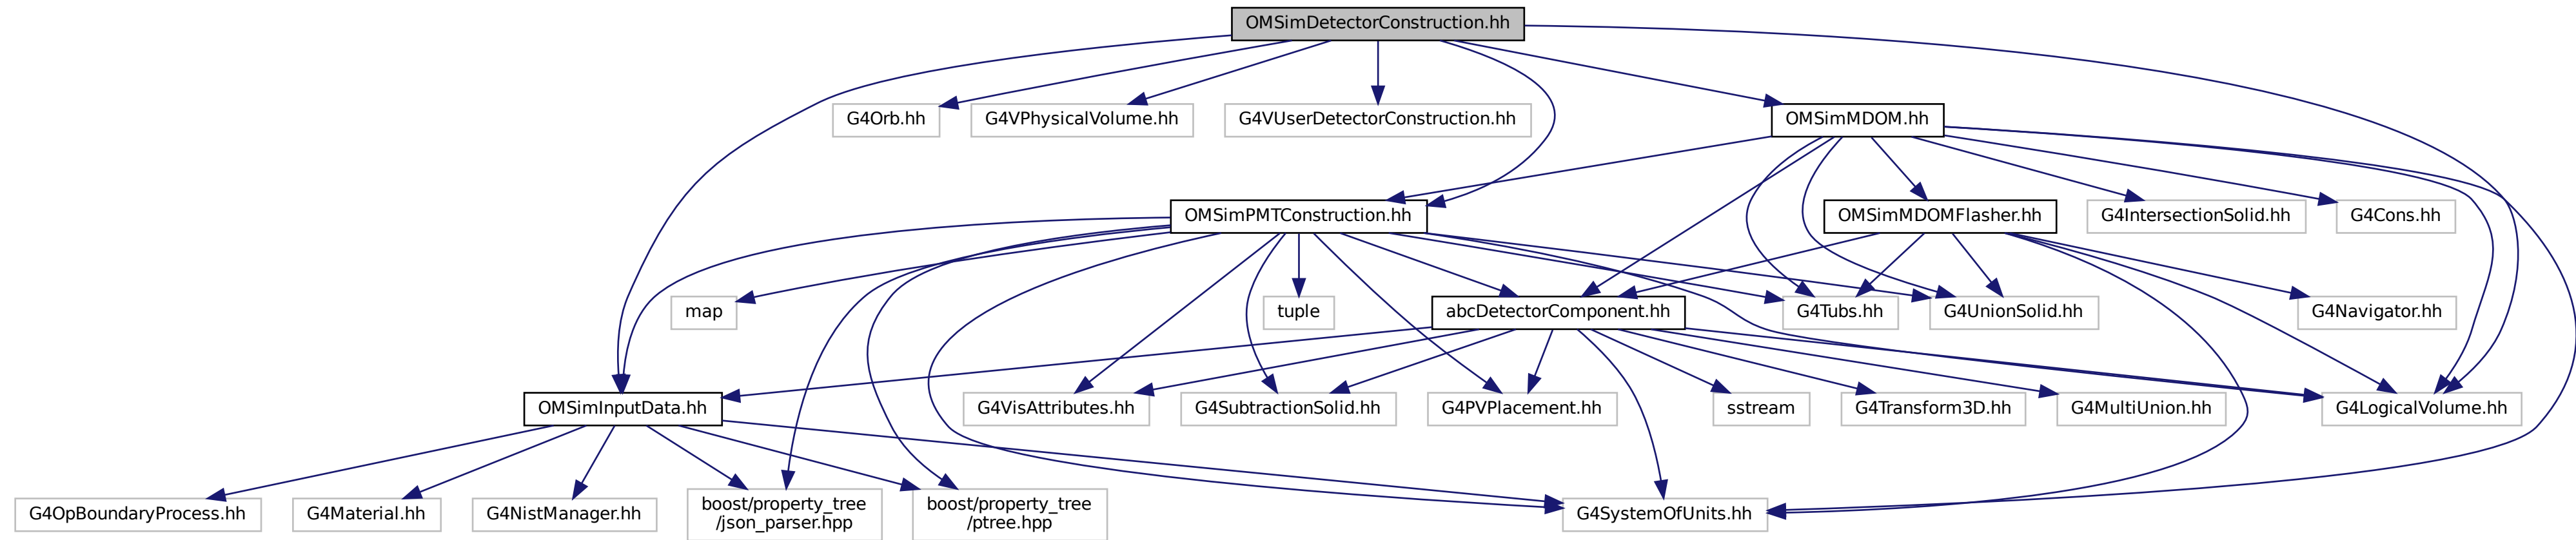 OMSimDetectorConstruction.hh
G4Orb.hh
G4VPhysicalVolume.hh
G4VUserDetectorConstruction.hh
OMSimMDOM.hh
OMSimPMTConstruction.hh
OMSimMDOMFlasher.hh
G4IntersectionSolid.hh
G4Cons.hh
map
tuple
abcDetectorComponent.hh
G4Tubs.hh
G4UnionSolid.hh
G4Navigator.hh
OMSimInputData.hh
G4VisAttributes.hh
G4SubtractionSolid.hh
G4PVPlacement.hh
sstream
G4Transform3D.hh
G4MultiUnion.hh
G4LogicalVolume.hh
G4OpBoundaryProcess.hh
G4Material.hh
G4NistManager.hh
boost/property_tree
/json_parser.hpp
boost/property_tree
/ptree.hpp
G4SystemOfUnits.hh